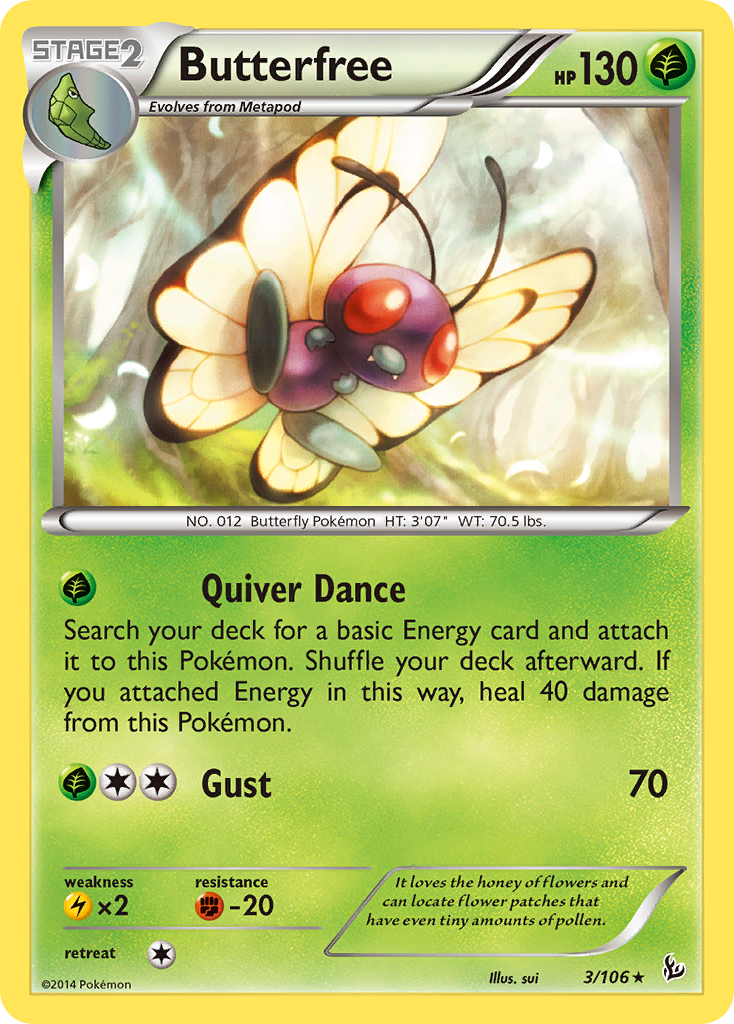 STAGE2
Butterfree
HP130
Evolves from Metapod
NO. 012 Butterfly Pokémon HT: 3'07" WT: 70.5 lbs.
Quiver Dance
Search your deck for a basic Energy card and attach
it to this Pokémon. Shuffle your deck afterward. If
you attached Energy in this way, heal 40 damage
from this Pokémon.
Gust 70
weakness resistance
×2 -20
retreat
It loves the honey of flowers and
can locate flower patches that
have even tiny amounts of pollen.
©2014 Pokémon
Illus. sui
3/106★